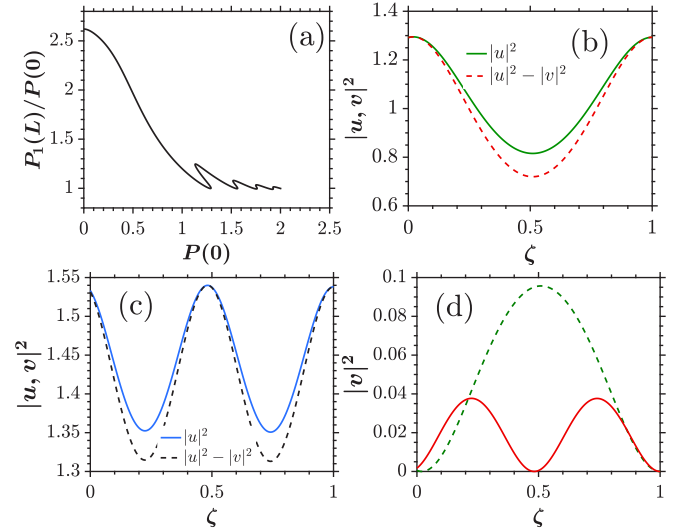 (a)
P₁(L)/P(0)
2.5
2
1.5
1
0 0.5 1 1.5 2 2.5
P(0)
(b)
|u|²
|u|² − |v|²
|u, v|²
1.4
1.2
1
0.8
0.6
0 0.5 1
ζ
(c)
|u, v|²
1.55
1.5
1.45
1.4
1.35
1.3
|u|²
|u|² − |v|²
0 0.5 1
ζ
(d)
|v|²
0.1
0.08
0.06
0.04
0.02
0
0 0.5 1
ζ